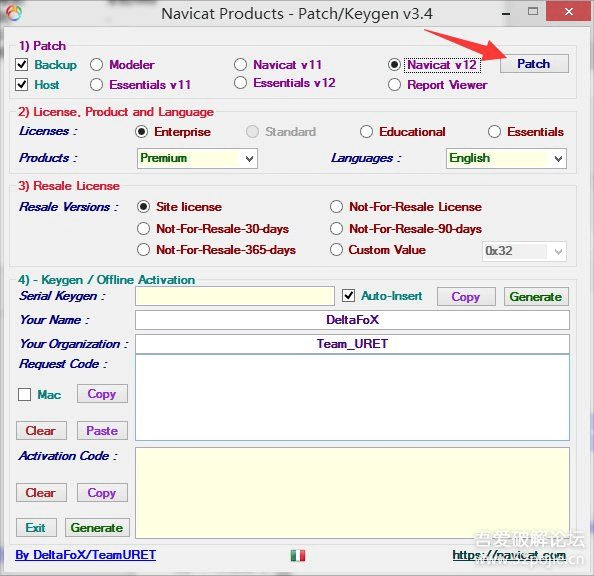 Navicat Products - Patch/Keygen v3.4
1) Patch
Backup Modeler Navicat v11 Navicat v12 Patch
Host Essentials v11 Essentials v12 Report Viewer
2) License, Product and Language
Licenses : Enterprise Standard Educational Essentials
Products : Premium Languages : English
3) Resale License
Resale Versions : Site license Not-For-Resale License
Not-For-Resale-30-days Not-For-Resale-90-days
Not-For-Resale-365-days Custom Value 0x32
4) - Keygen / Offline Activation
Serial Keygen : Auto-Insert Copy Generate
Your Name : DeltaFoX
Your Organization : Team_URET
Request Code :
Mac Copy
Clear Paste
Activation Code :
Clear Copy
Exit Generate
吾爱破解论坛
By DeltaFoX/TeamURET https://navicat.com
www.52pojie.cn